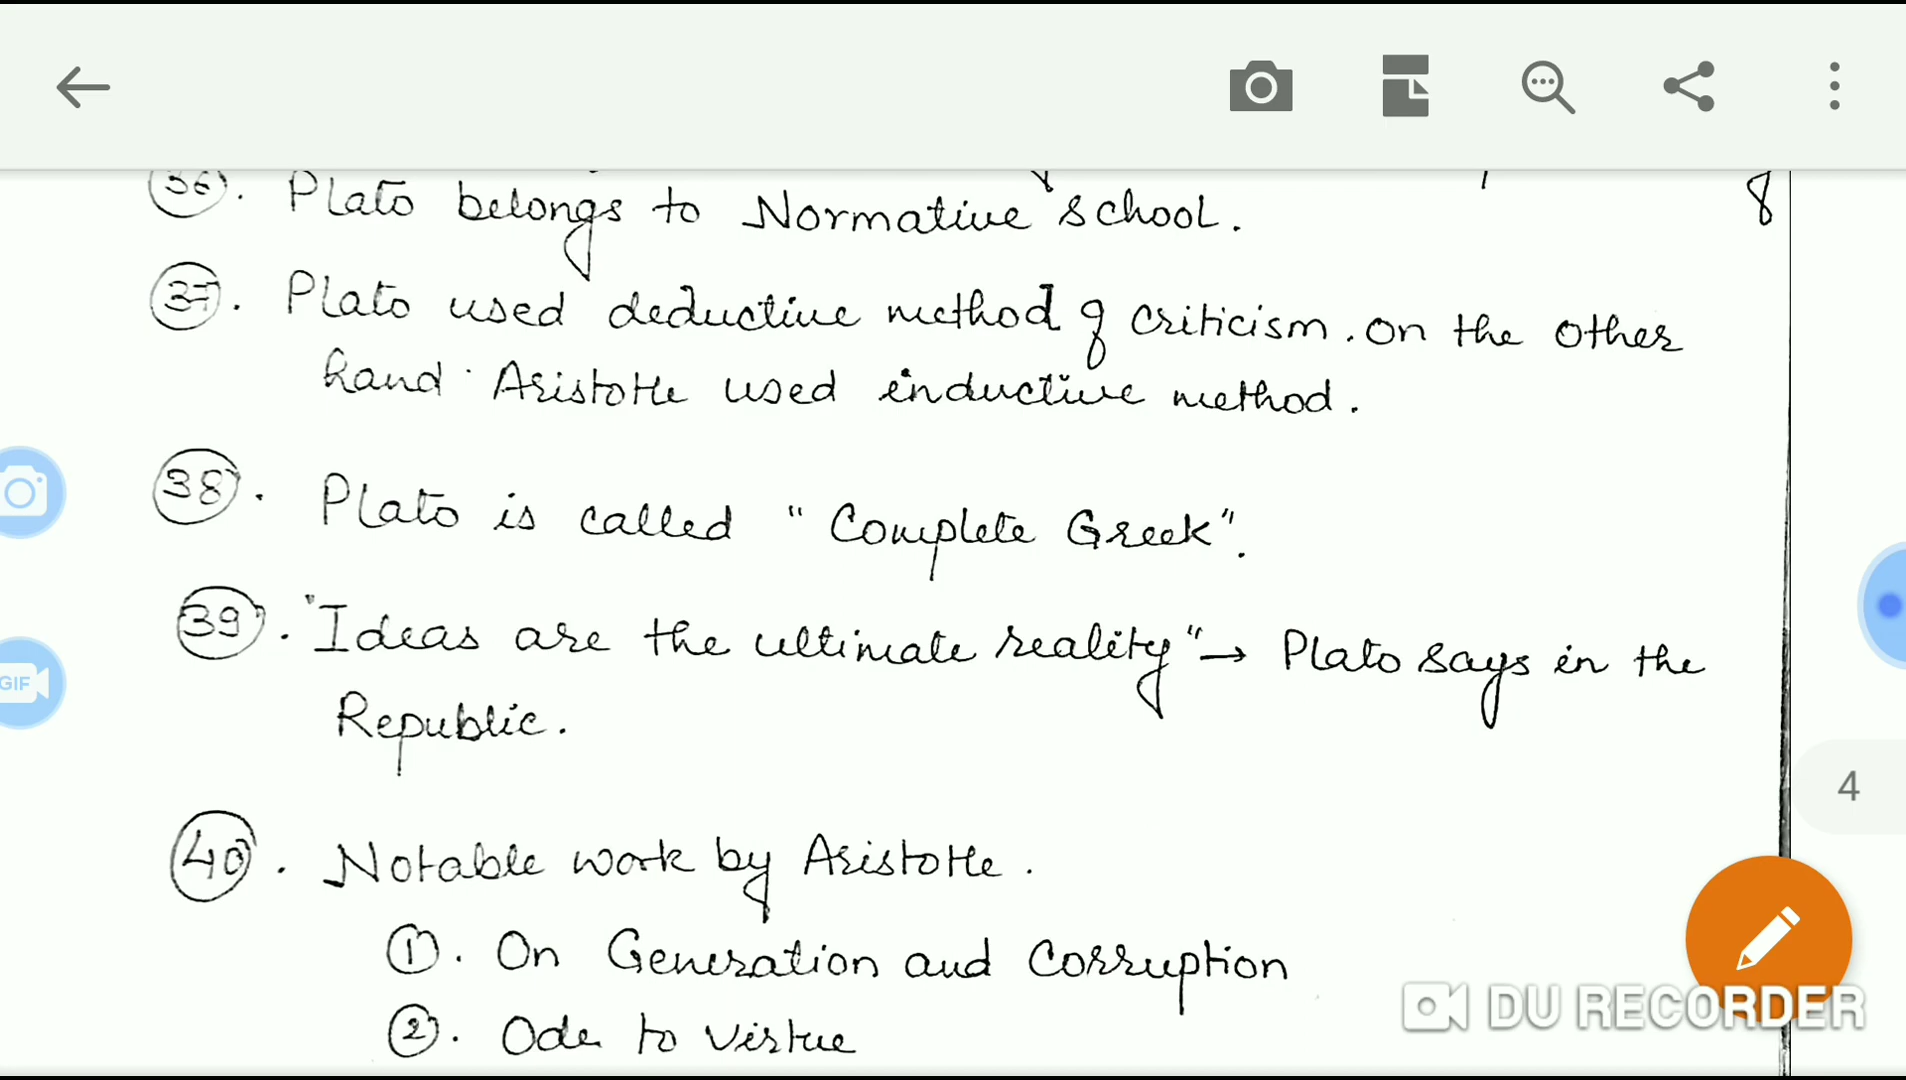 36. Plato belongs to Normative school.
8
37. Plato used deductive method of criticism. On the other
hand Aristotle used inductive method.
38. Plato is called "Complete Greek".
39. "Ideas are the ultimate reality" → Plato says in the
Republic.
4
40. Notable work by Aristotle.
1. On Generation and Corruption
2. Ode to Virtue
GIF
DU RECORDER